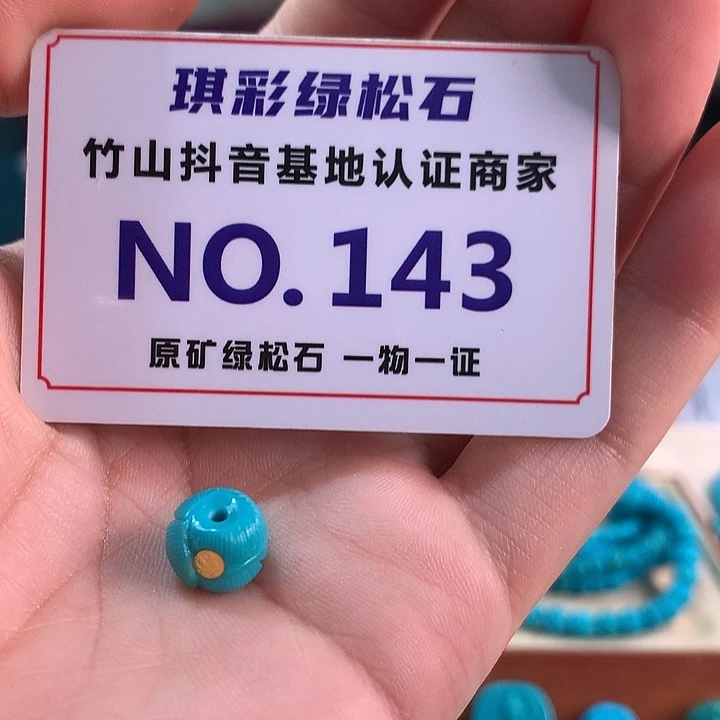 琪彩绿松石
竹山抖音基地认证商家
NO.143
原矿绿松石 一物一证